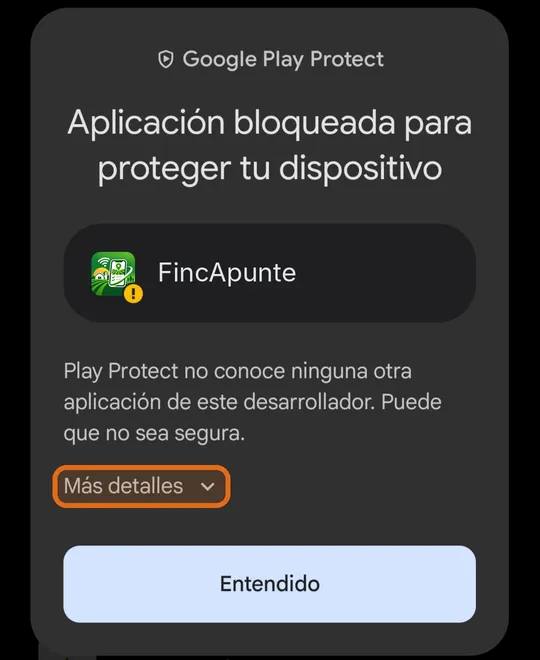 Google Play Protect
Aplicación bloqueada para
proteger tu dispositivo
FincApunte
Play Protect no conoce ninguna otra
aplicación de este desarrollador. Puede
que no sea segura.
Más detalles
Entendido